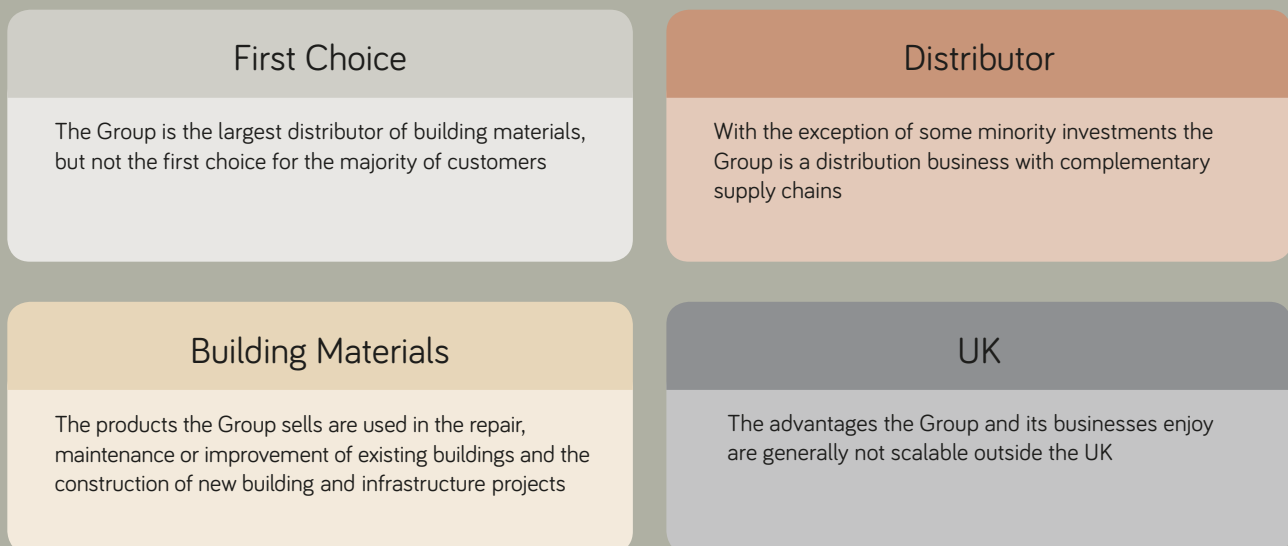 First Choice
The Group is the largest distributor of building materials,
but not the first choice for the majority of customers
Distributor
With the exception of some minority investments the
Group is a distribution business with complementary
supply chains
Building Materials
The products the Group sells are used in the repair,
maintenance or improvement of existing buildings and the
construction of new building and infrastructure projects
UK
The advantages the Group and its businesses enjoy
are generally not scalable outside the UK